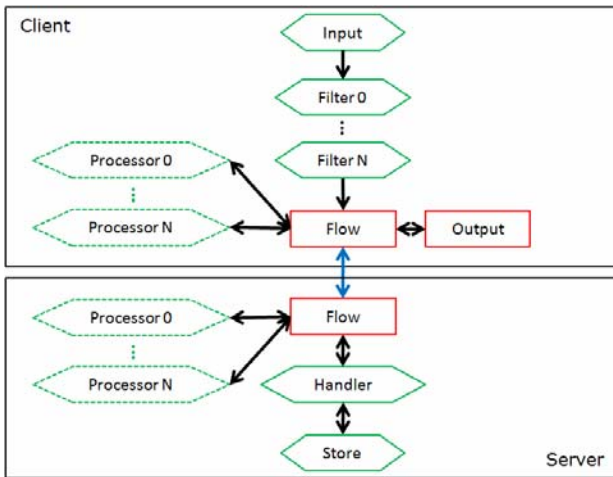 Client
Input
Filter 0
⋮
Processor 0
Filter N
⋮
Processor N
Flow
Output
Processor 0
Flow
⋮
Processor N
Handler
Store
Server